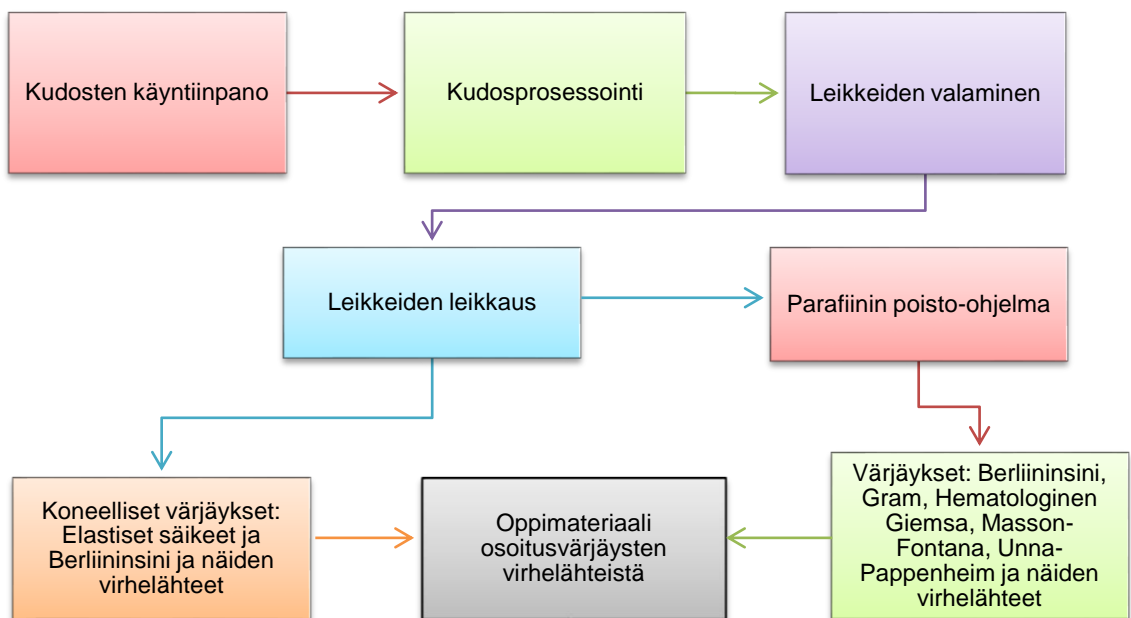 Kudosten käyntiinpano
Kudosprosessointi
Leikkeiden valaminen
Leikkeiden leikkaus
Parafiinin poisto-ohjelma
Koneelliset värjäykset:
Elastiset säikeet ja
Berliininsini ja näiden
virhelähteet
Oppimateriaali
osoitusvärjäysten
virhelähteistä
Värjäykset: Berliininsini,
Gram, Hematologinen
Giemsa, Masson-
Fontana, Unna-
Pappenheim ja näiden
virhelähteet